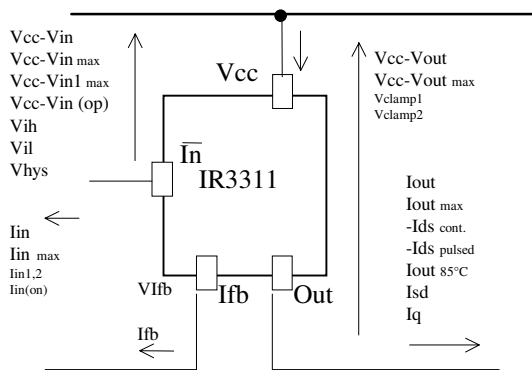 Vcc-Vin
Vcc-Vin max
Vcc-Vin1 max
Vcc-Vin (op)
Vih
Vil
Vhys
Iin
Iin max
Iin1,2
Iin(on)
Vcc
In
IR3311
VIfb
Ifb
Out
Ifb
Vcc-Vout
Vcc-Vout max
Vclamp1
Vclamp2
Iout
Iout max
-Ids cont.
-Ids pulsed
Iout 85°C
Isd
Iq